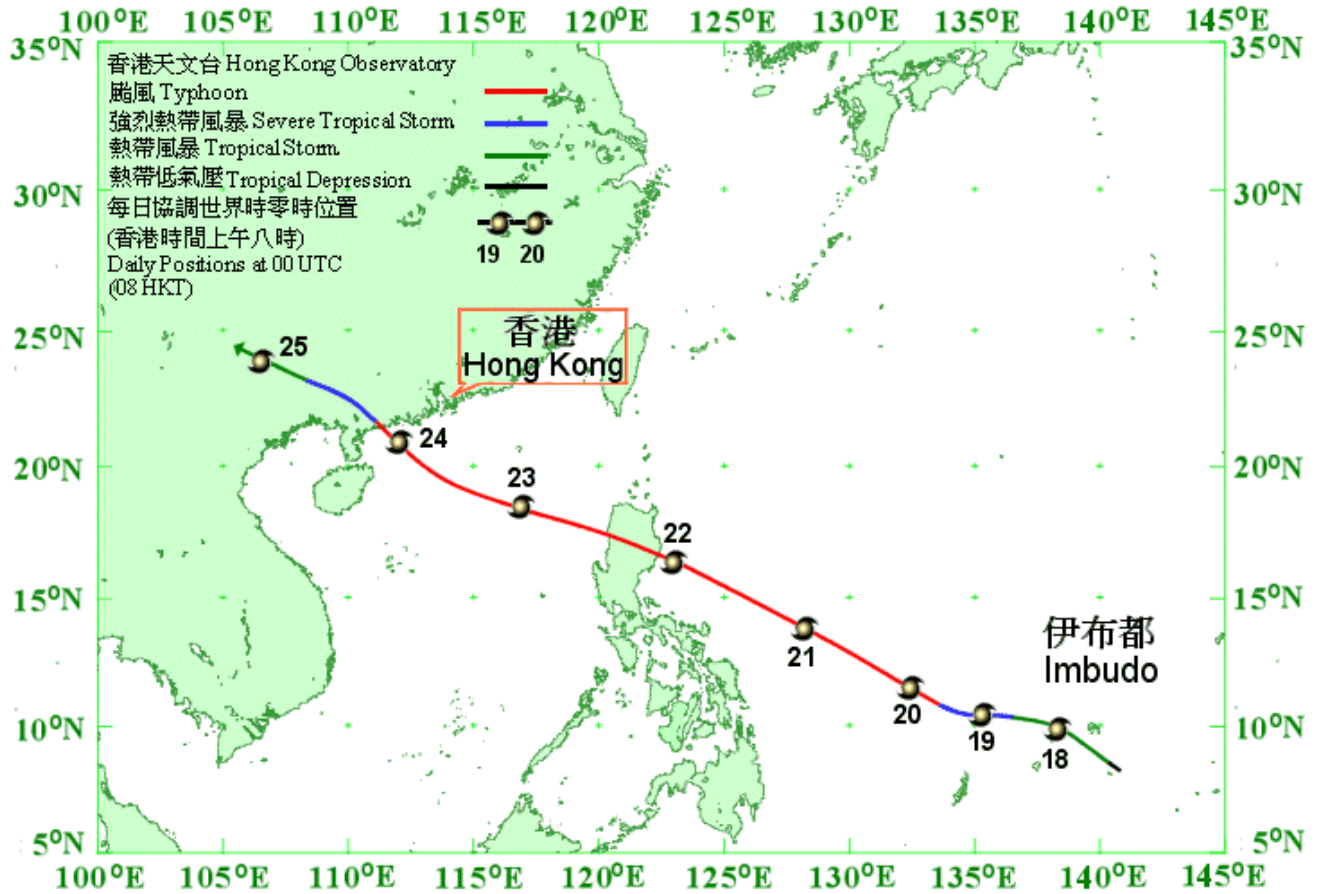 100°E 105°E 110°E 115°E 120°E 125°E 130°E 135°E 140°E 145°E
35°N 35°N
香港天文台 Hong Kong Observatory
颱風 Typhoon
強烈熱帶風暴 Severe Tropical Storm
熱帶風暴 Tropical Storm
熱帶低氣壓 Tropical Depression
30°N 30°N
每日協調世界時零時位置
19 20
(香港時間上午八時)
Daily Positions at 00 UTC
(08 HKT)
25°N 25°N
香港
Hong Kong
25
24
20°N 20°N
23
22
15°N 15°N
21
伊布都
Imbudo
20
19
18
10°N 10°N
5°N 5°N
100°E 105°E 110°E 115°E 120°E 125°E 130°E 135°E 140°E 145°E